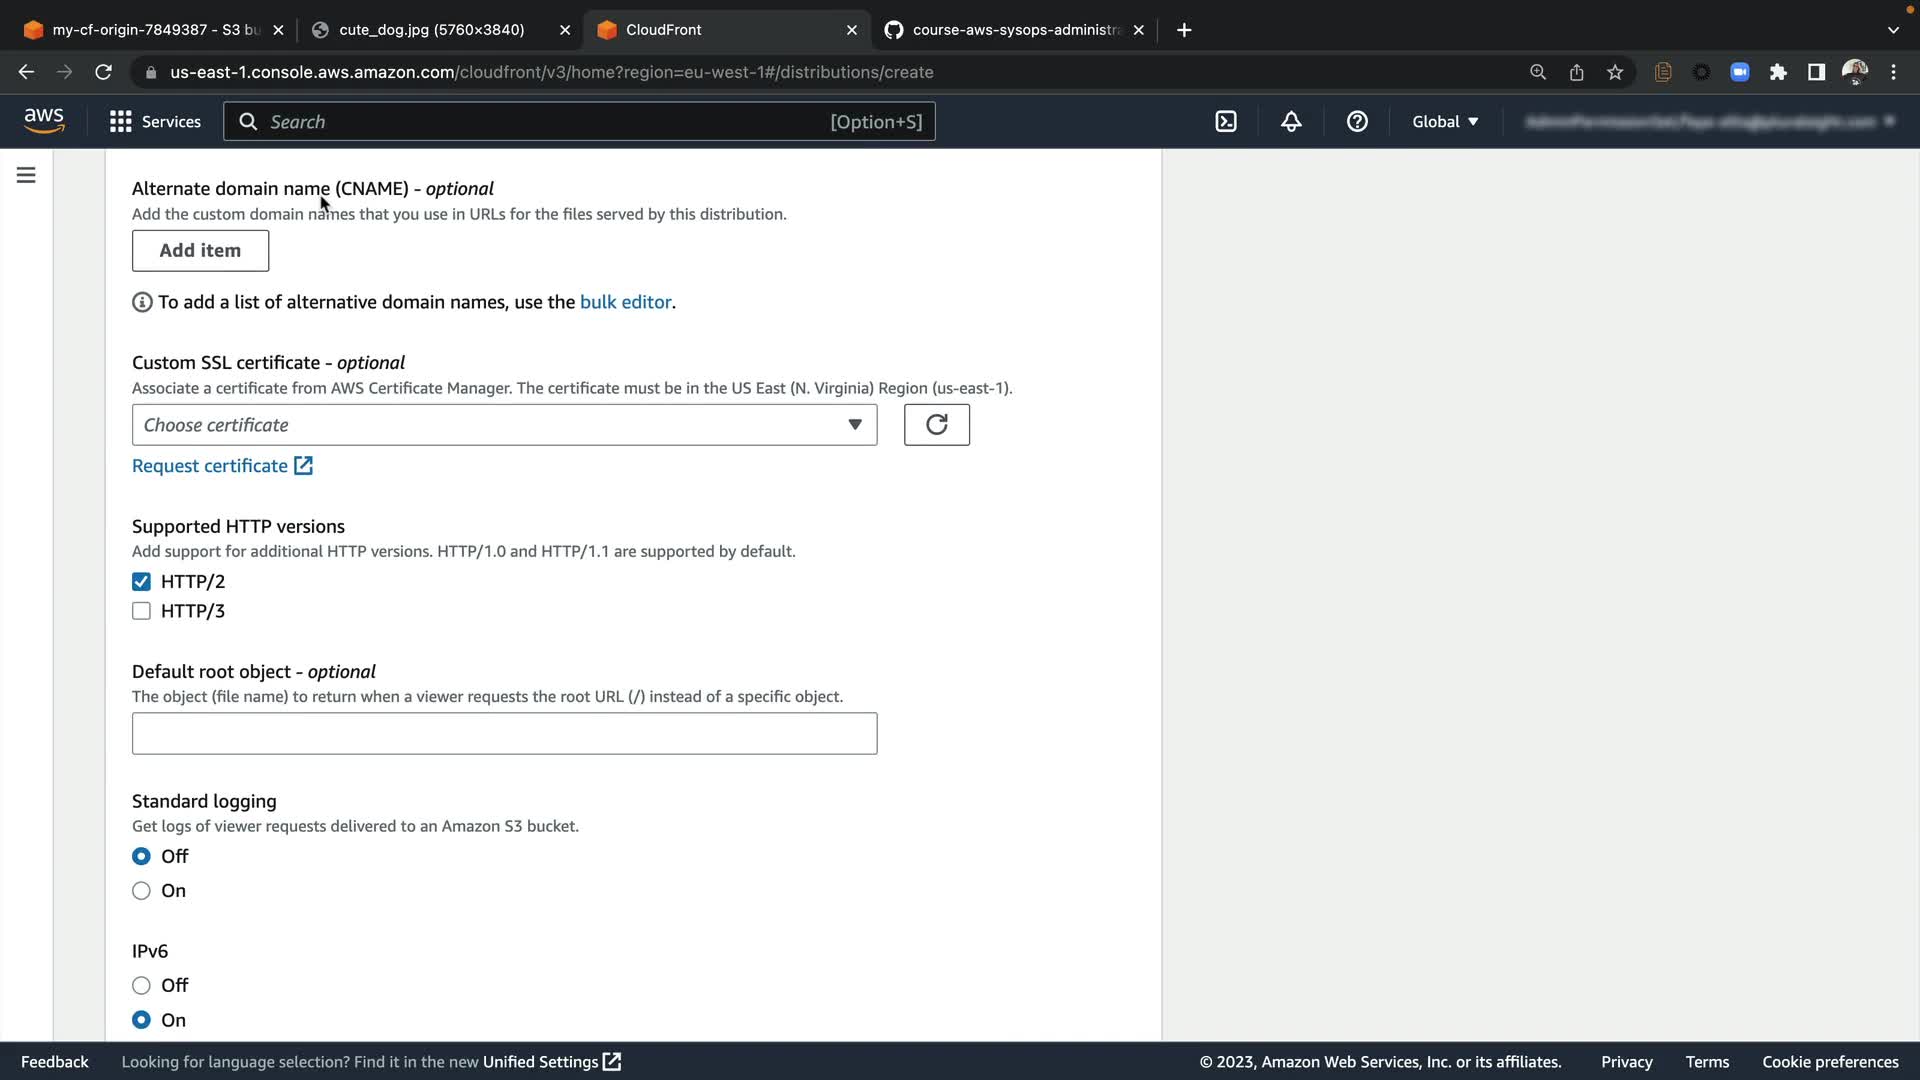 my-cf-origin-7849387 - S3 bu
cute_dog.jpg (5760×3840)
CloudFront
course-aws-sysops-administra
us-east-1.console.aws.amazon.com/cloudfront/v3/home?region=eu-west-1#/distributions/create
aws
Services
Search
[Option+S]
Global
Alternate domain name (CNAME) - optional
Add the custom domain names that you use in URLs for the files served by this distribution.
Add item
To add a list of alternative domain names, use the bulk editor.
Custom SSL certificate - optional
Associate a certificate from AWS Certificate Manager. The certificate must be in the US East (N. Virginia) Region (us-east-1).
Choose certificate
Request certificate
Supported HTTP versions
Add support for additional HTTP versions. HTTP/1.0 and HTTP/1.1 are supported by default.
HTTP/2
HTTP/3
Default root object - optional
The object (file name) to return when a viewer requests the root URL (/) instead of a specific object.
Standard logging
Get logs of viewer requests delivered to an Amazon S3 bucket.
Off
On
IPv6
Off
On
Feedback
Looking for language selection? Find it in the new Unified Settings
© 2023, Amazon Web Services, Inc. or its affiliates.
Privacy
Terms
Cookie preferences